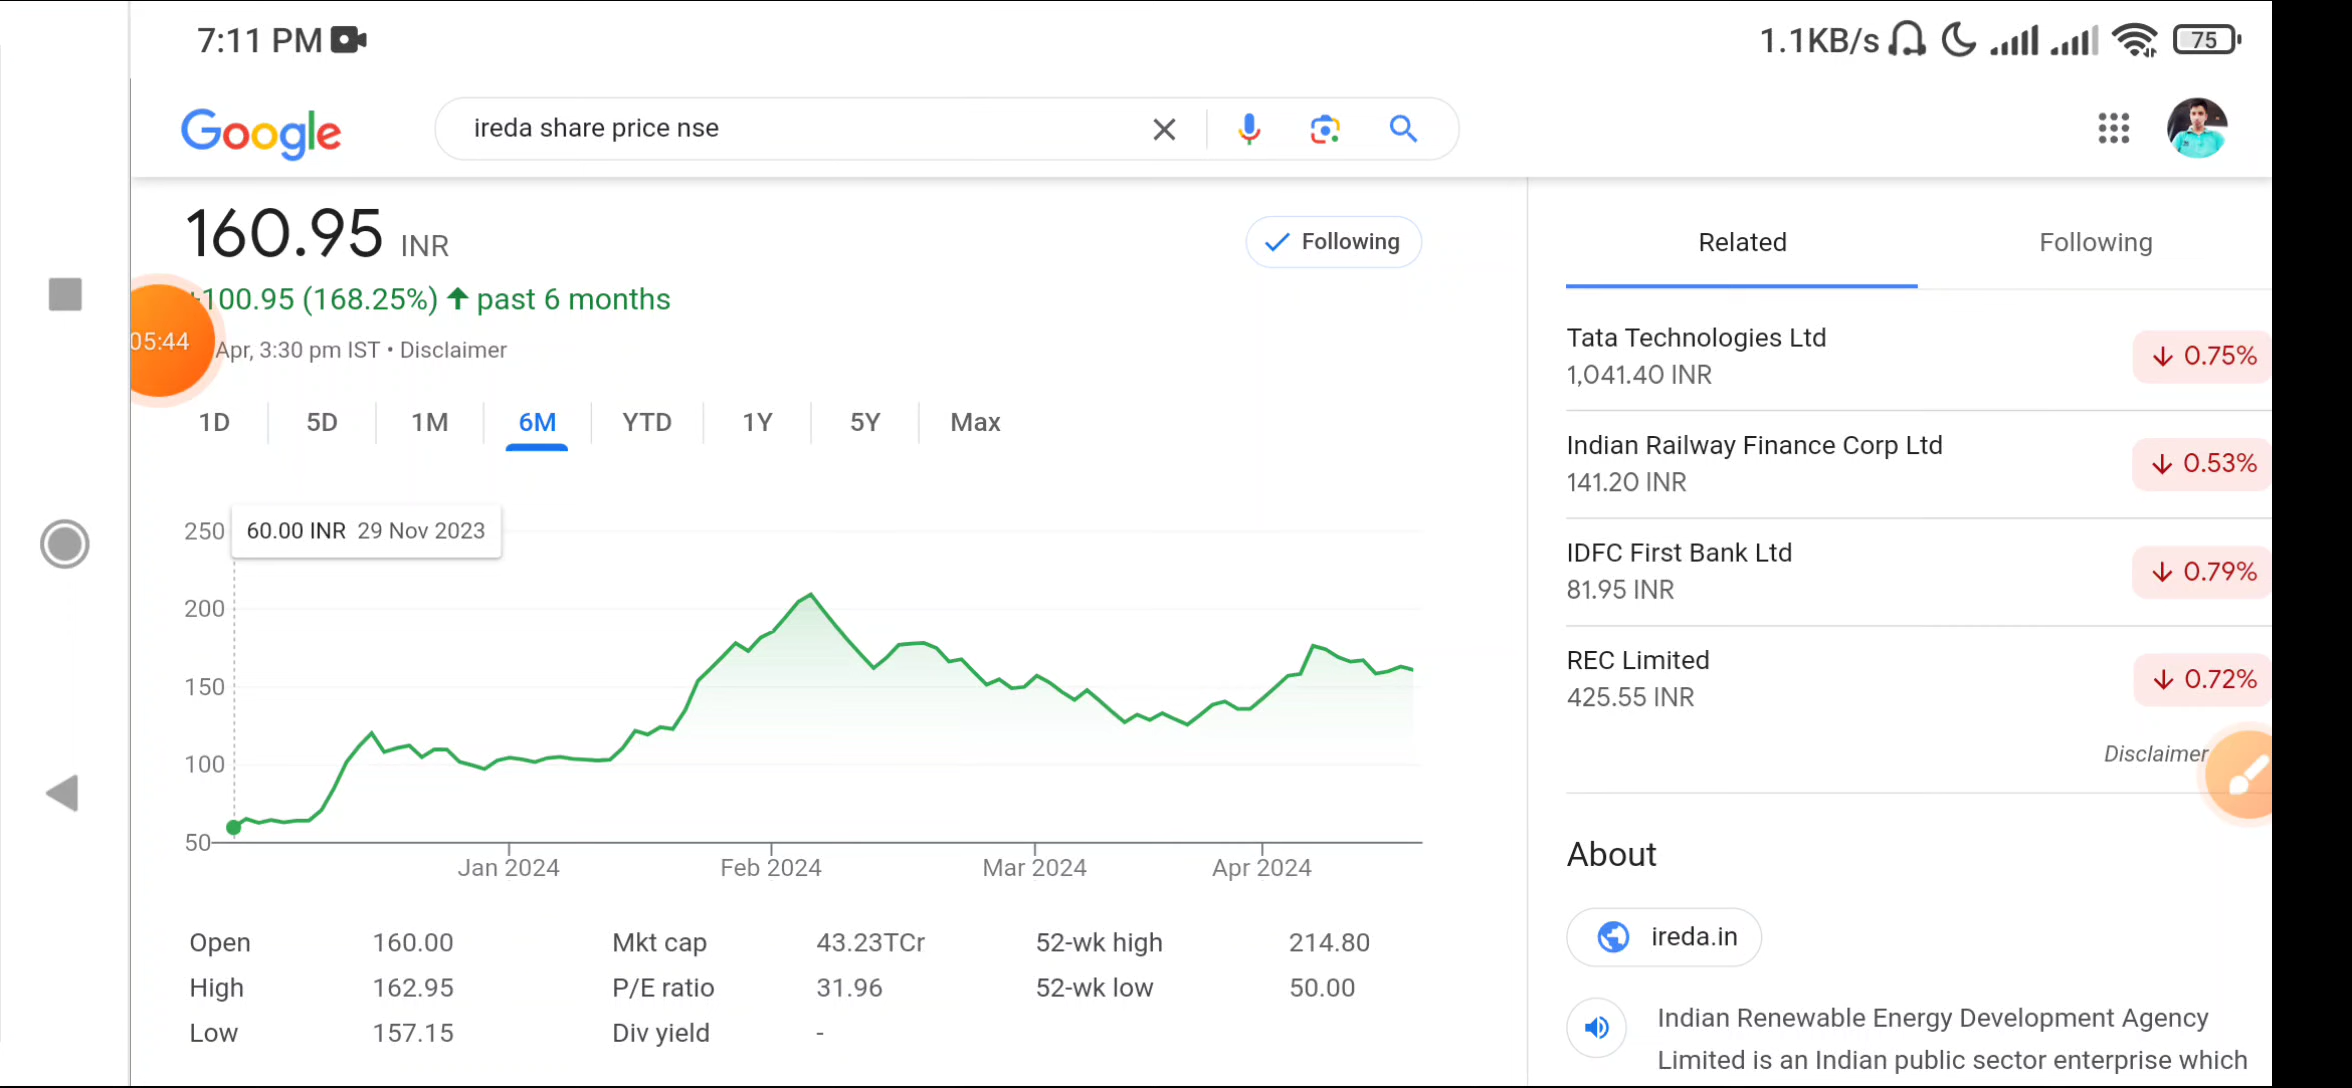 7:11 PM
1.1KB/s
75
Google
ireda share price nse
160.95 INR
Following
100.95 (168.25%) past 6 months
05:44
Apr, 3:30 pm IST • Disclaimer
1D 5D 1M 6M YTD 1Y 5Y Max
60.00 INR 29 Nov 2023
250
200
150
100
50
Jan 2024 Feb 2024 Mar 2024 Apr 2024
Open 160.00 Mkt cap 43.23TCr 52-wk high 214.80
High 162.95 P/E ratio 31.96 52-wk low 50.00
Low 157.15 Div yield -
Related Following
Tata Technologies Ltd
1,041.40 INR
0.75%
Indian Railway Finance Corp Ltd
141.20 INR
0.53%
IDFC First Bank Ltd
81.95 INR
0.79%
REC Limited
425.55 INR
0.72%
Disclaimer
About
ireda.in
Indian Renewable Energy Development Agency
Limited is an Indian public sector enterprise which